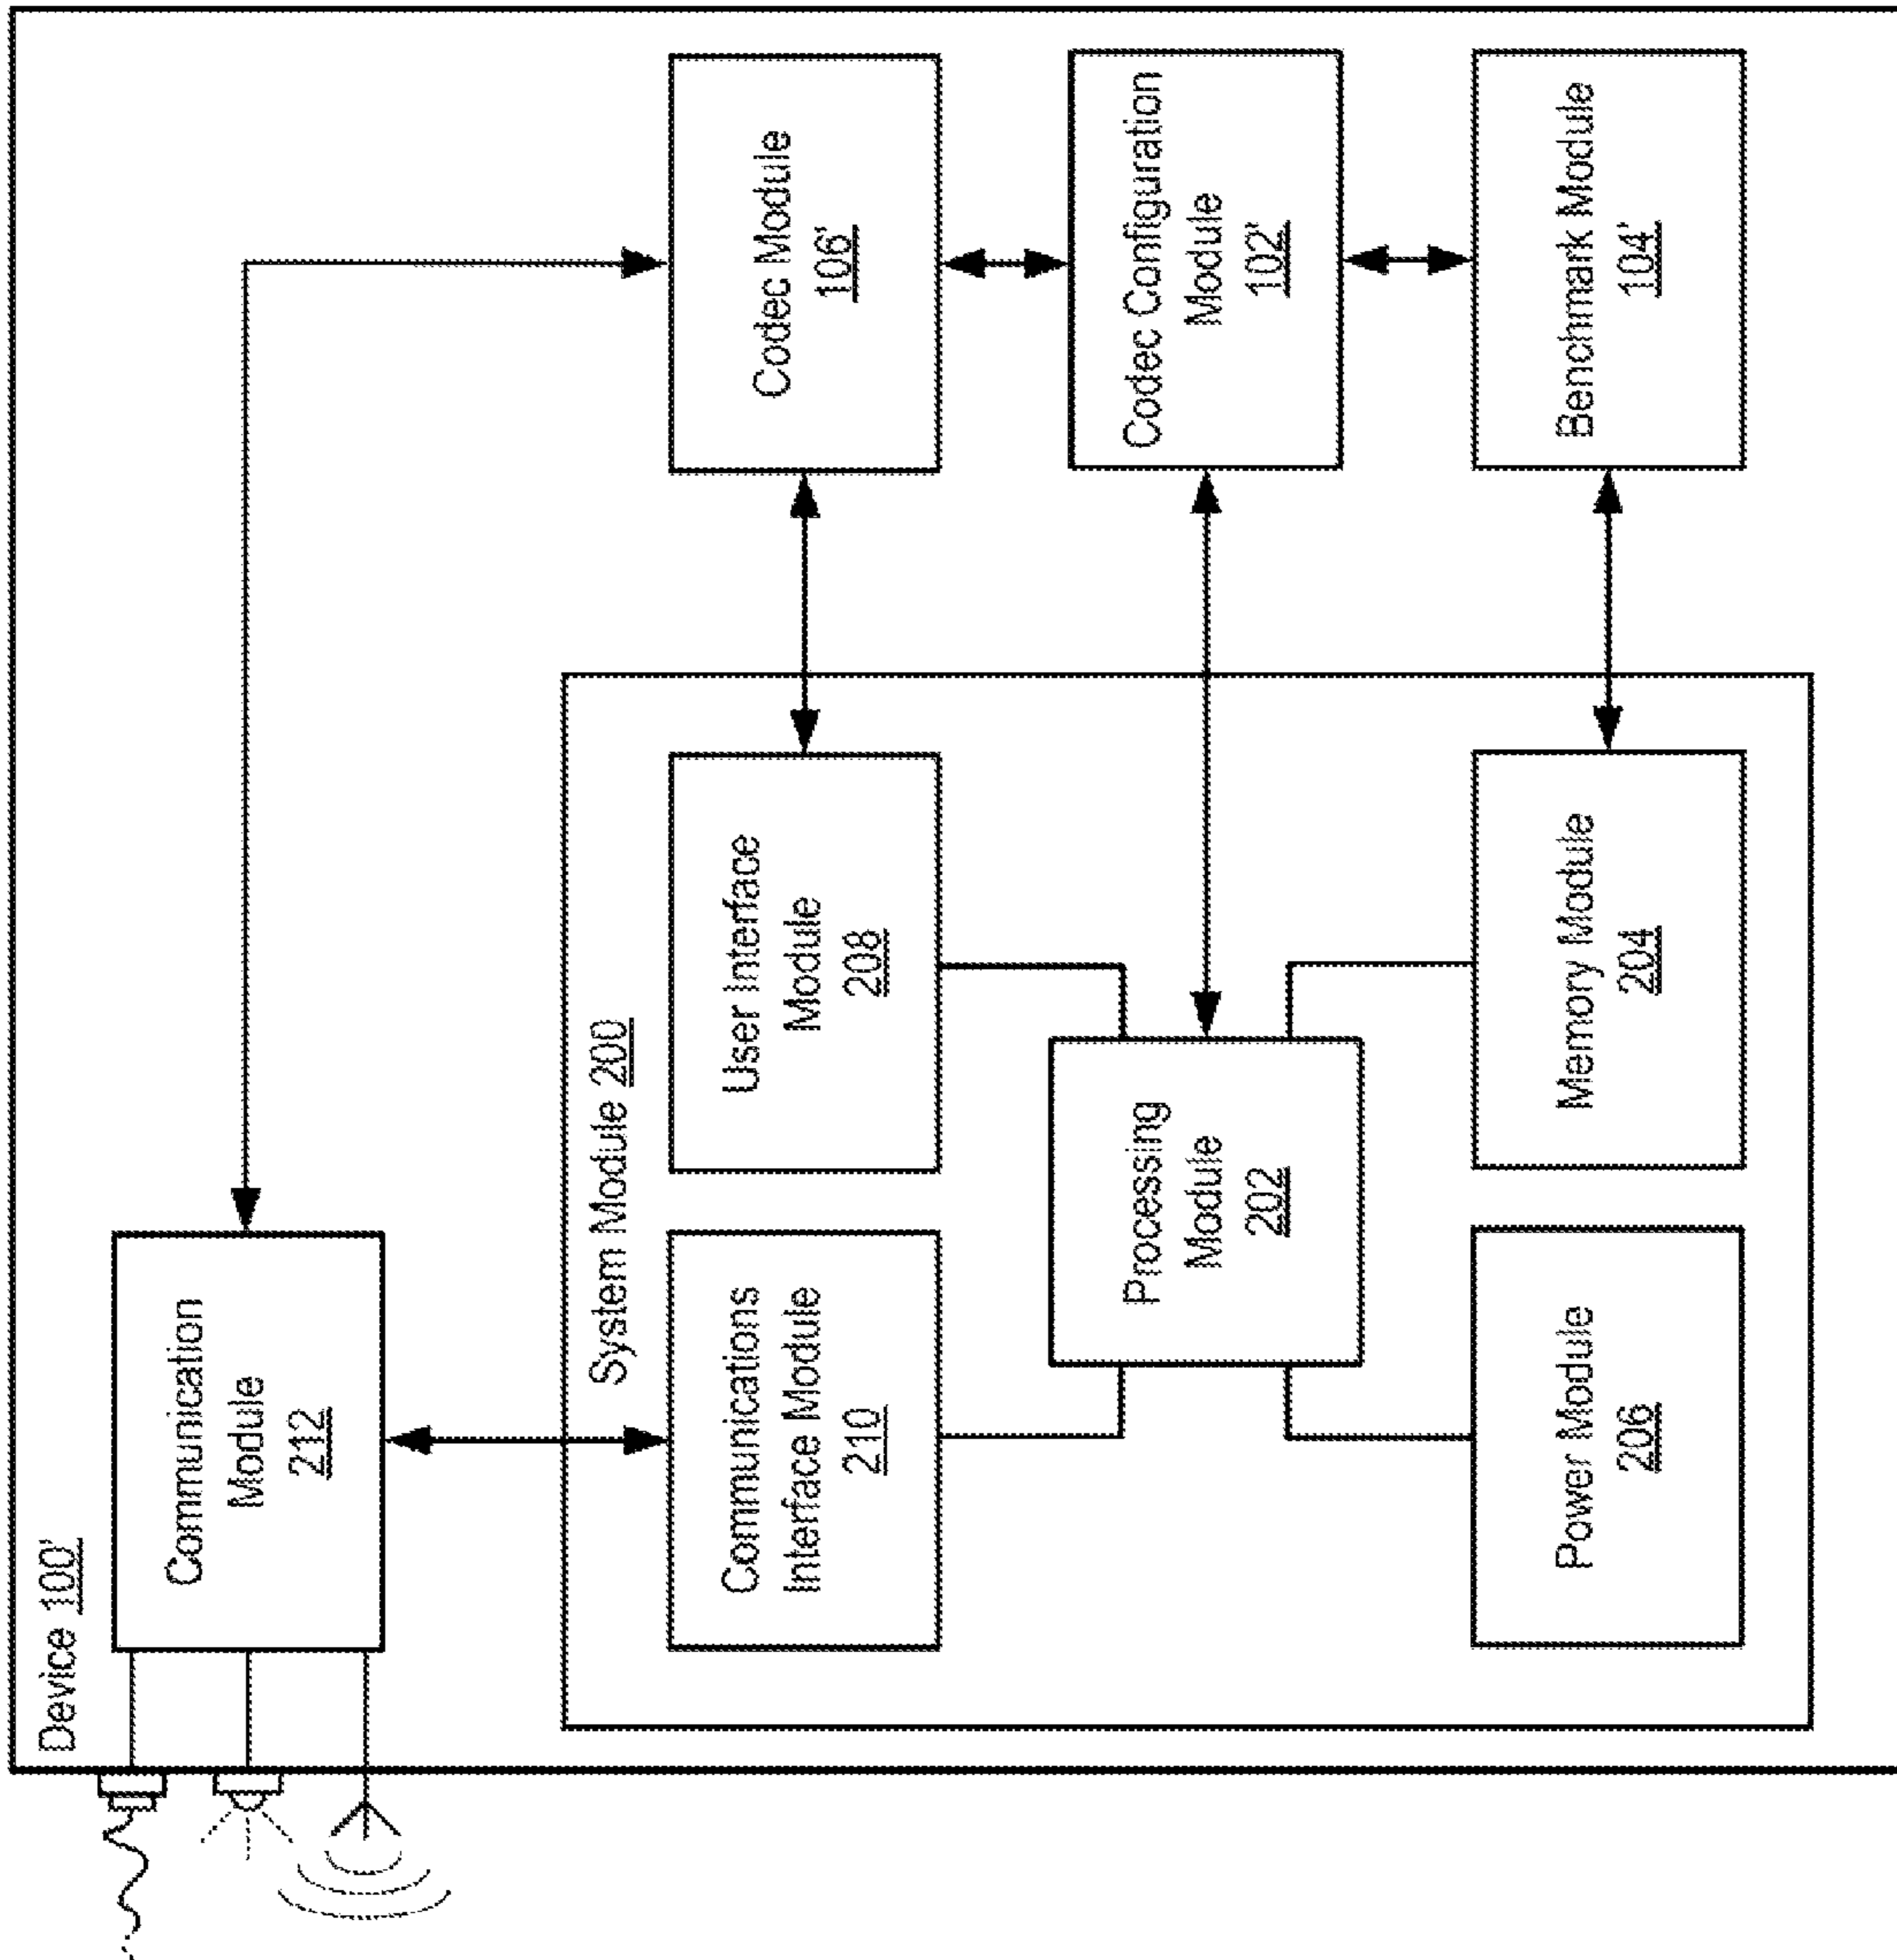 Device 100'
Communication
Module
212
System Module 200
Communications
Interface Module
210
User Interface
Module
208
Codec Module
106'
Processing
Module
202
Codec Configuration
Module
102'
Power Module
206
Memory Module
204
Benchmark Module
104'